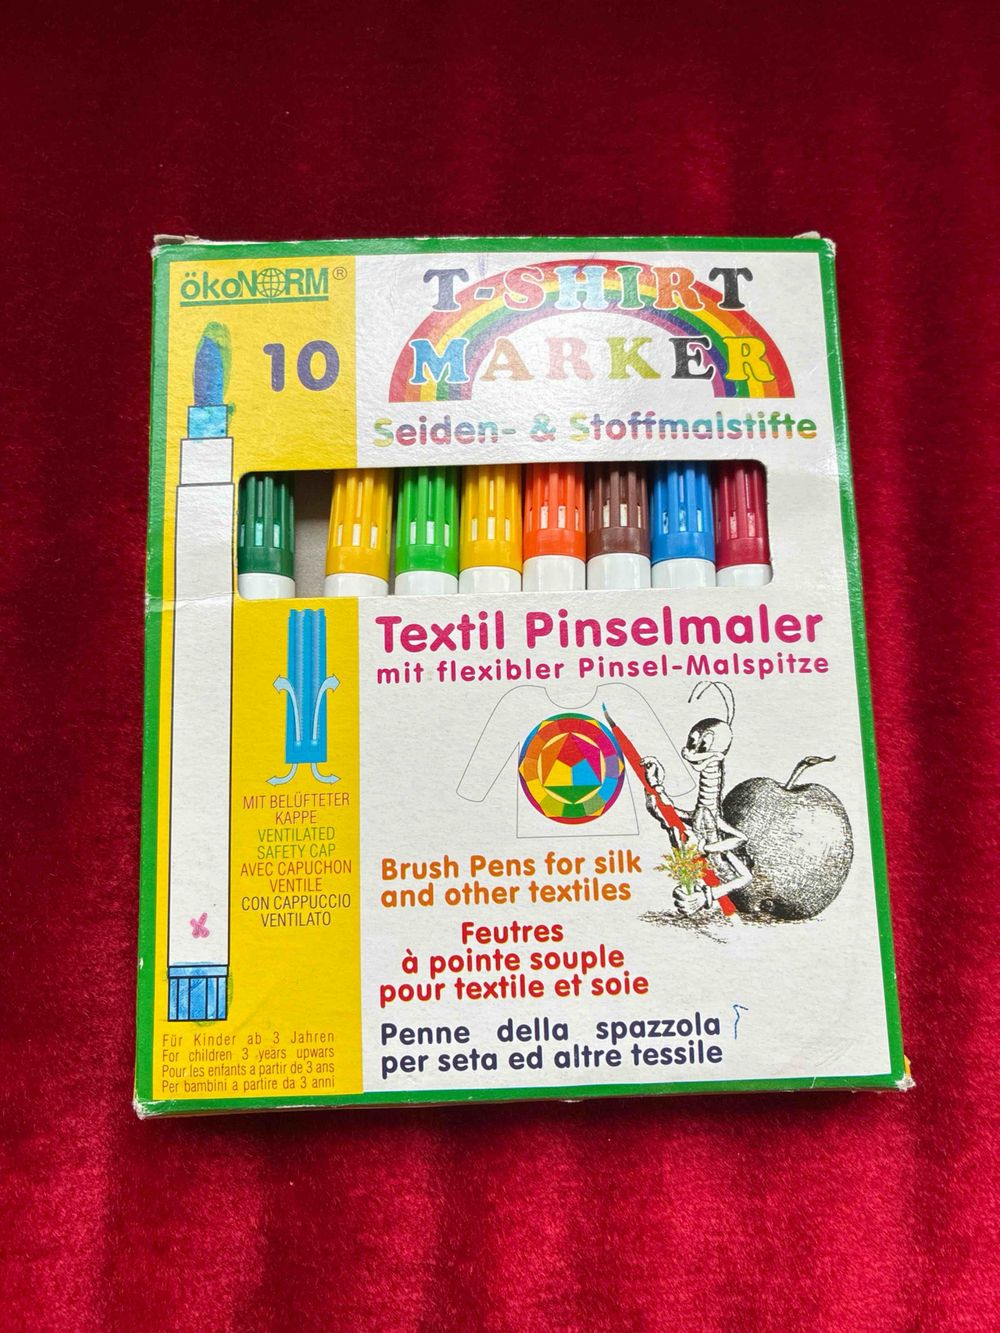 ökoNORM®
10
T-SHIRT
MARKER
Seiden- & Stoffmalstifte
Textil Pinselmaler
mit flexibler Pinsel-Malspitze
MIT BELÜFTETER
KAPPE
VENTILATED
SAFETY CAP
AVEC CAPUCHON
VENTILE
CON CAPPUCCIO
VENTILATO
Brush Pens for silk
and other textiles
Feutres
à pointe souple
pour textile et soie
Penne della spazzola
per seta ed altre tessile
Für Kinder ab 3 Jahren
For children 3 years upwars
Pour les enfants a partir de 3 ans
Per bambini a partire da 3 anni